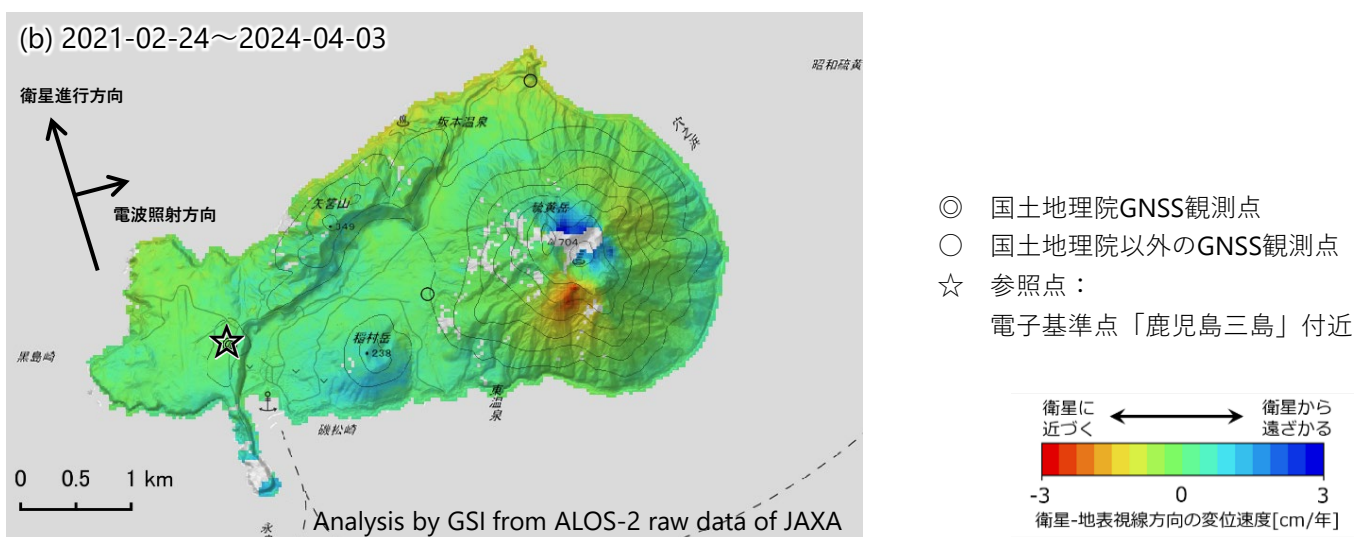 (b) 2021-02-24～2024-04-03
昭和硫黄
衛星進行方向
坂本温泉
穴之浜
電波照射方向
矢筈山
349
硫黄岳
704
黒島崎
稲村岳
238
東温泉
磯松崎
0 0.5 1 km
永
Analysis by GSI from ALOS-2 raw data of JAXA
◎ 国土地理院GNSS観測点
○ 国土地理院以外のGNSS観測点
☆ 参照点：
電子基準点「鹿児島三島」付近
衛星に
近づく
衛星から
遠ざかる
-3 0 3
衛星-地表視線方向の変位速度[cm/年]